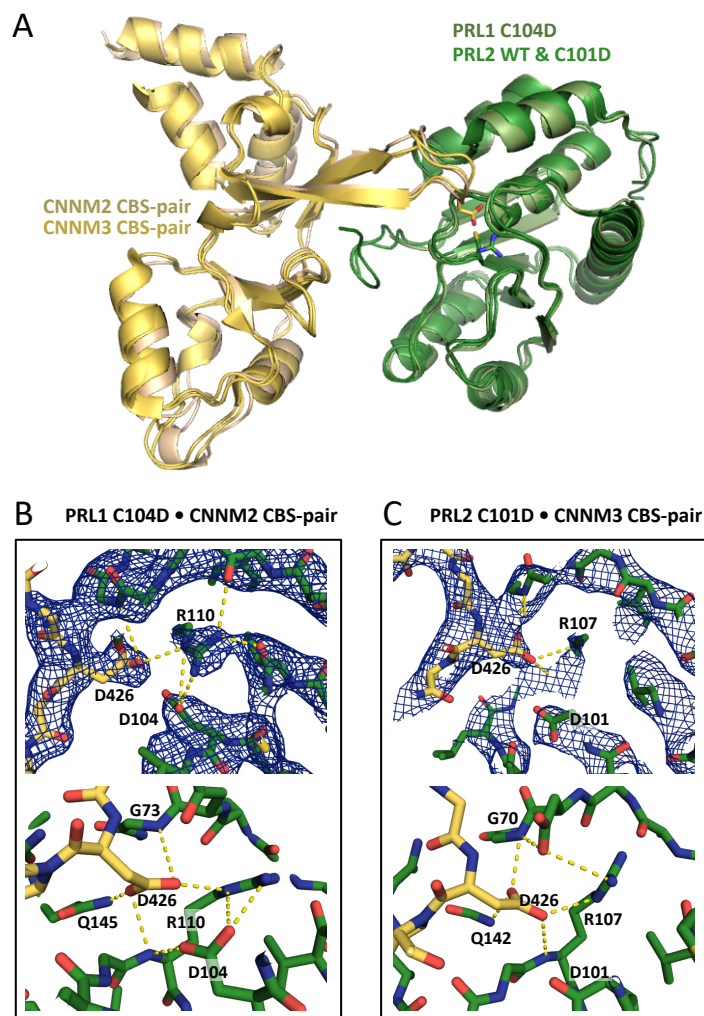 A
PRL1 C104D
PRL2 WT & C101D
CNNM2 CBS-pair
CNNM3 CBS-pair
B
PRL1 C104D • CNNM2 CBS-pair
R110
D426
D104
G73
D426
Q145
R110
D104
C
PRL2 C101D • CNNM3 CBS-pair
R107
D426
D101
G70
D426
Q142
R107
D101